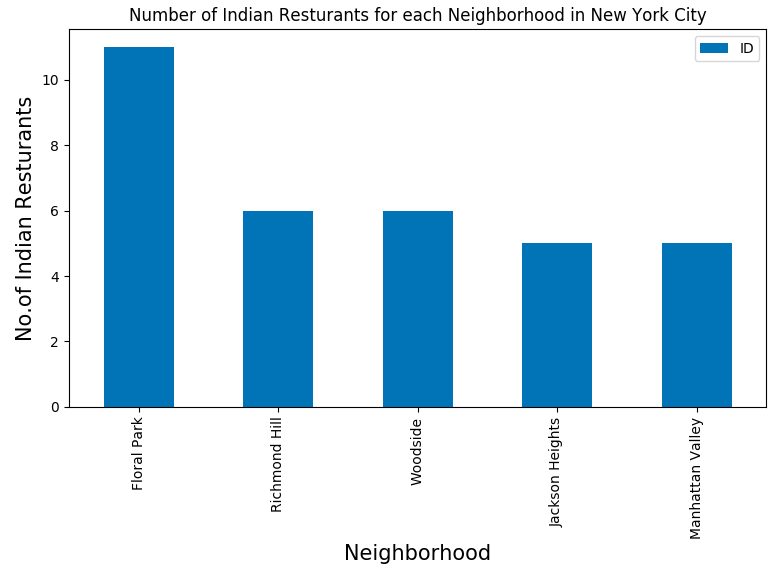 Number of Indian Resturants for each Neighborhood in New York City
ID
No.of Indian Resturants
10
8
6
4
2
0
Floral Park
Richmond Hill
Woodside
Jackson Heights
Manhattan Valley
Neighborhood